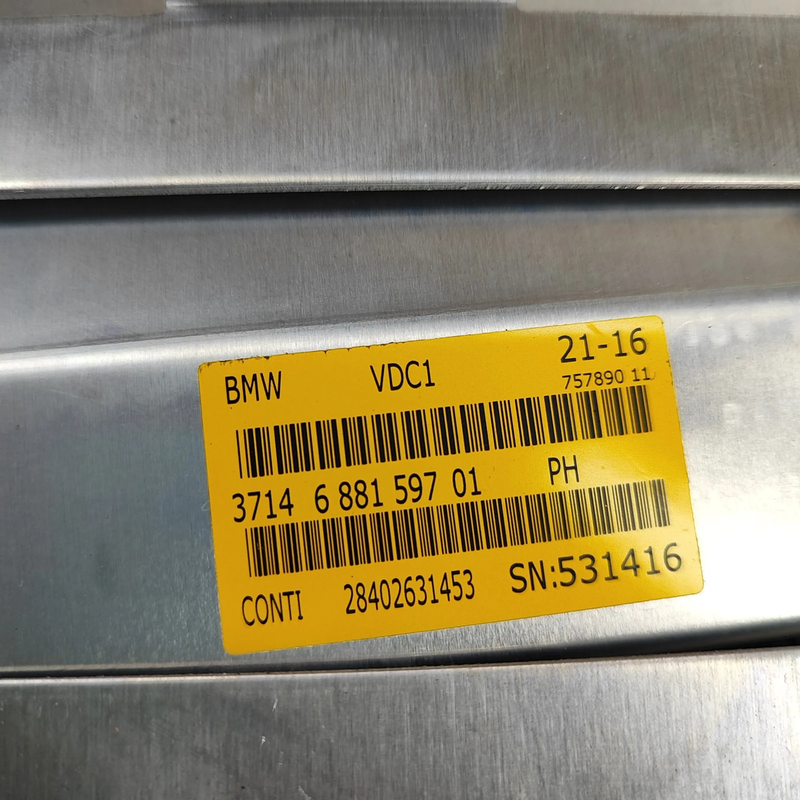 BMW VDC1 21-16
757890 11
3714 6 881 597 01 PH
CONTI 28402631453 SN:531416